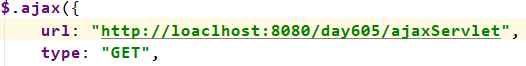 $.ajax({
url: "http://loaclhost:8080/day605/ajaxServlet",
type: "GET",